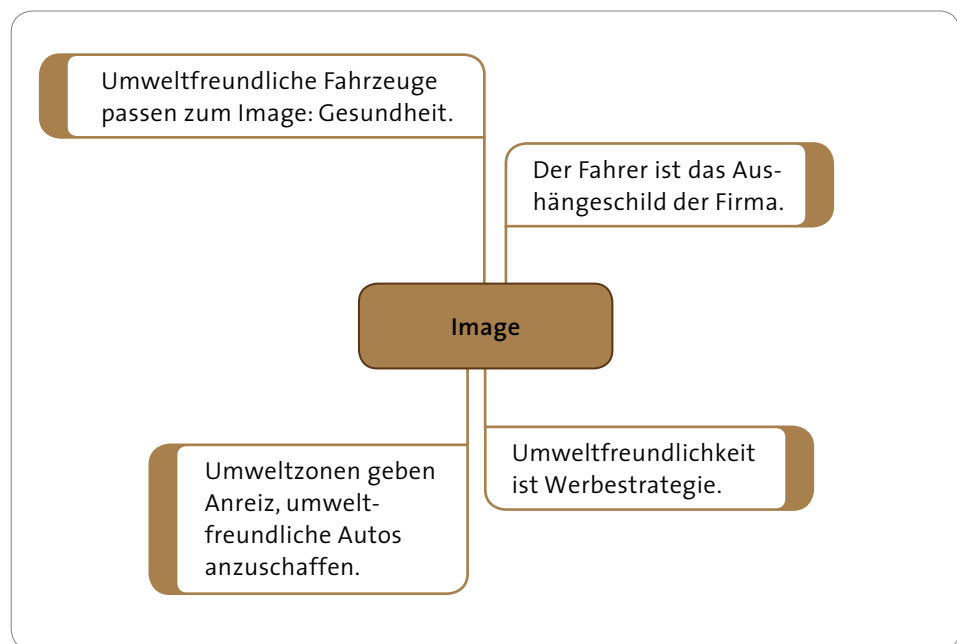 Umweltfreundliche Fahrzeuge
passen zum Image: Gesundheit.
Der Fahrer ist das Aus-
hängeschild der Firma.
Image
Umweltzonen geben
Anreiz, umwelt-
freundliche Autos
anzuschaffen.
Umweltfreundlichkeit
ist Werbestrategie.